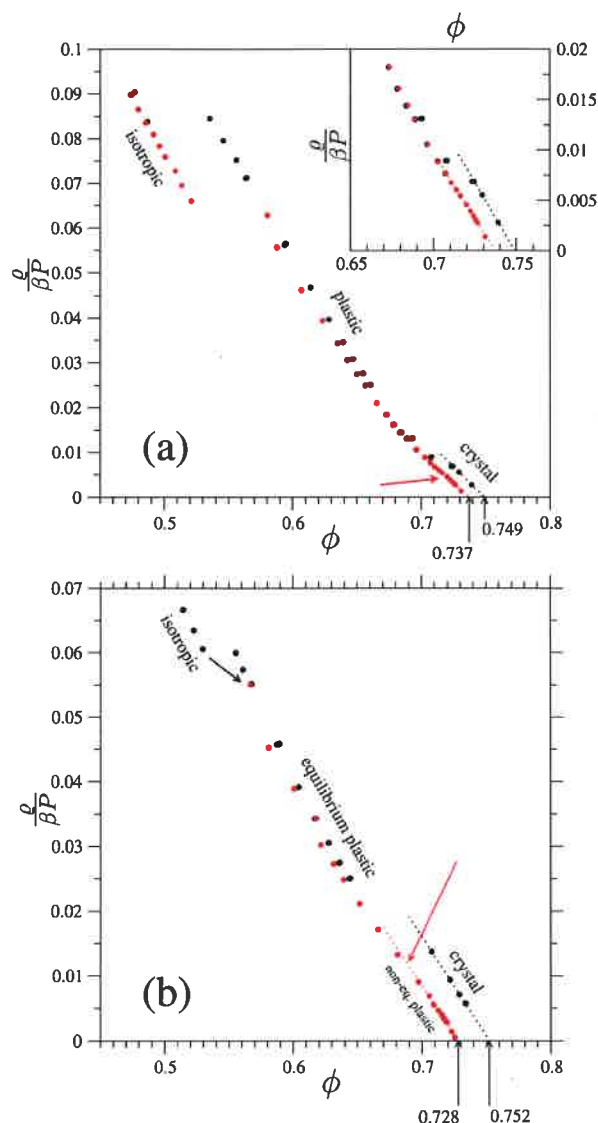 ϕ
0.1
0.09
0.08
0.07
0.06
0.05
0.04
0.03
0.02
0.01
0
ϱ
βP
isotropic
plastic
crystal
(a)
0.02
0.015
0.01
0.005
0
ϱ
βP
0.65 0.7 0.75
0.5 0.6 0.7 0.8
ϕ
0.737
0.749
0.07
0.06
0.05
0.04
0.03
0.02
0.01
0
ϱ
βP
isotropic
equilibrium plastic
crystal
non-eq. plastic
(b)
0.5 0.6 0.7 0.8
ϕ
0.728 0.752